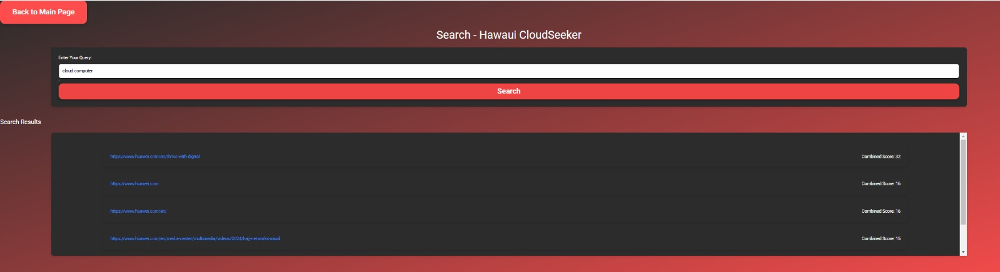 Back to Main Page
Search - Hawaui CloudSeeker
Enter Your Query:
cloud computer
Search
Search Results
https://www.huawei.com/en/thrive-with-digital Combined Score: 32
https://www.huawei.com Combined Score: 16
https://www.huawei.com/en/ Combined Score: 16
https://www.huawei.com/en/media-center/multimedia/videos/2024/hajj-networks-saudi Combined Score: 15